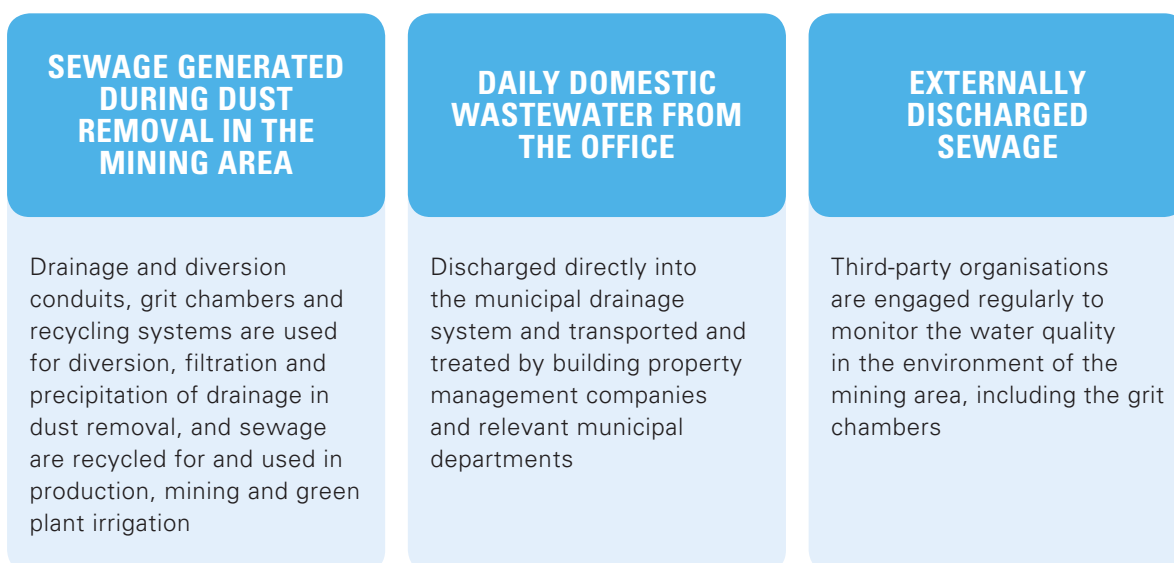 SEWAGE GENERATED
DURING DUST
REMOVAL IN THE
MINING AREA
Drainage and diversion
conduits, grit chambers and
recycling systems are used
for diversion, filtration and
precipitation of drainage in
dust removal, and sewage
are recycled for and used in
production, mining and green
plant irrigation
DAILY DOMESTIC
WASTEWATER FROM
THE OFFICE
Discharged directly into
the municipal drainage
system and transported and
treated by building property
management companies
and relevant municipal
departments
EXTERNALLY
DISCHARGED
SEWAGE
Third-party organisations
are engaged regularly to
monitor the water quality
in the environment of the
mining area, including the grit
chambers